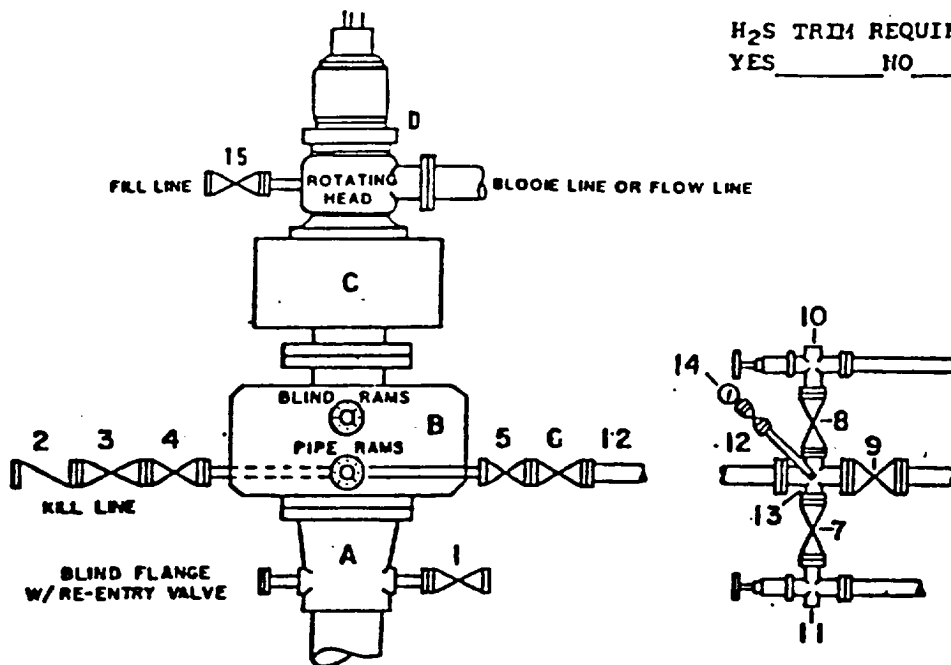 H₂S TRIM REQUI
YES________NO__
D
15
FILL LINE
ROTATING
HEAD
BLOOIE LINE OR FLOW LINE
C
10
14
BLIND RAMS
B
8
2 3 4
PIPE RAMS
5 6 12
12
9
KILL LINE
13
7
A
1
BLIND FLANGE
W/RE-ENTRY VALVE
11